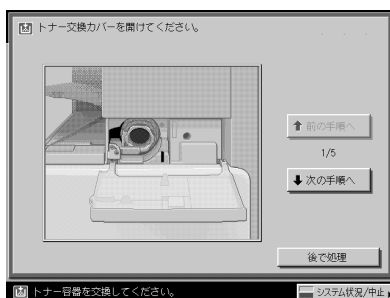 トナー交換カバーを開けてください。
前の手順へ
1/5
次の手順へ
後で処理
トナー容器を交換してください。
システム状況/中止